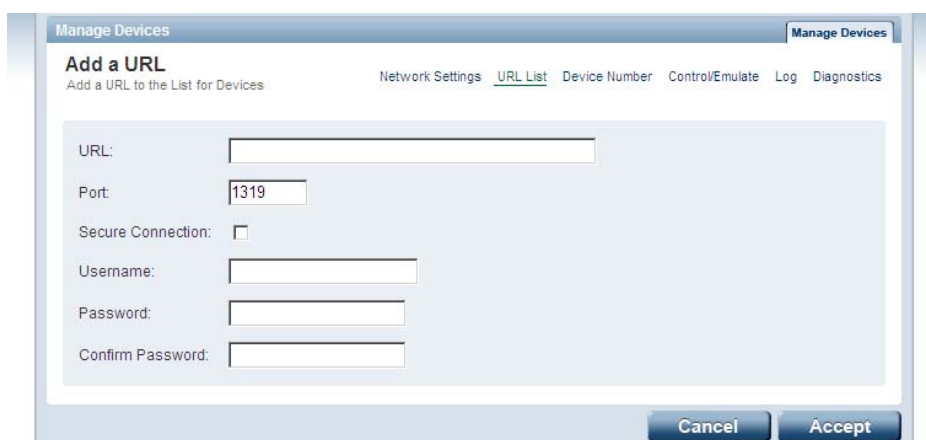 Manage Devices
Manage Devices
Add a URL
Add a URL to the List for Devices
Network Settings URL List Device Number Control/Emulate Log Diagnostics
URL:
Port: 1319
Secure Connection:
Username:
Password:
Confirm Password:
Cancel Accept